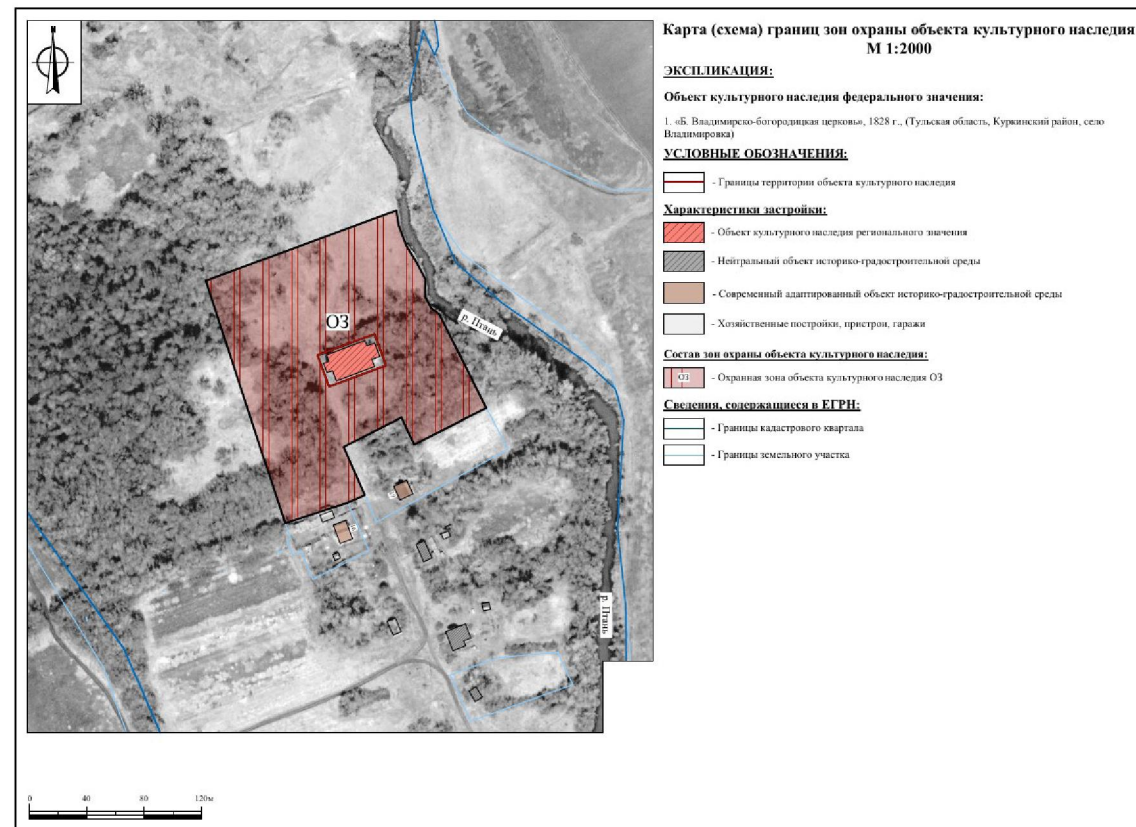 Карта (схема) границ зон охраны объекта культурного наследия
М 1:2000
ЭКСПЛИКАЦИЯ:
Объект культурного наследия федерального значения:
1. «Б. Владимирско-богородицкая церковь», 1828 г., (Тульская область, Куркинский район, село
Владимировка)
УСЛОВНЫЕ ОБОЗНАЧЕНИЯ:
- Границы территории объекта культурного наследия
Характеристики застройки:
- Объект культурного наследия регионального значения
- Нейтральный объект историко-градостроительной среды
- Современный адаптированный объект историко-градостроительной среды
- Хозяйственные постройки, пристрои, гаражи
Состав зон охраны объекта культурного наследия:
ОЗ - Охранная зона объекта культурного наследия ОЗ
Сведения, содержащиеся в ЕГРН:
- Границы кадастрового квартала
- Границы земельного участка
N
ОЗ
р. Птань
р. Птань
0 40 80 120м